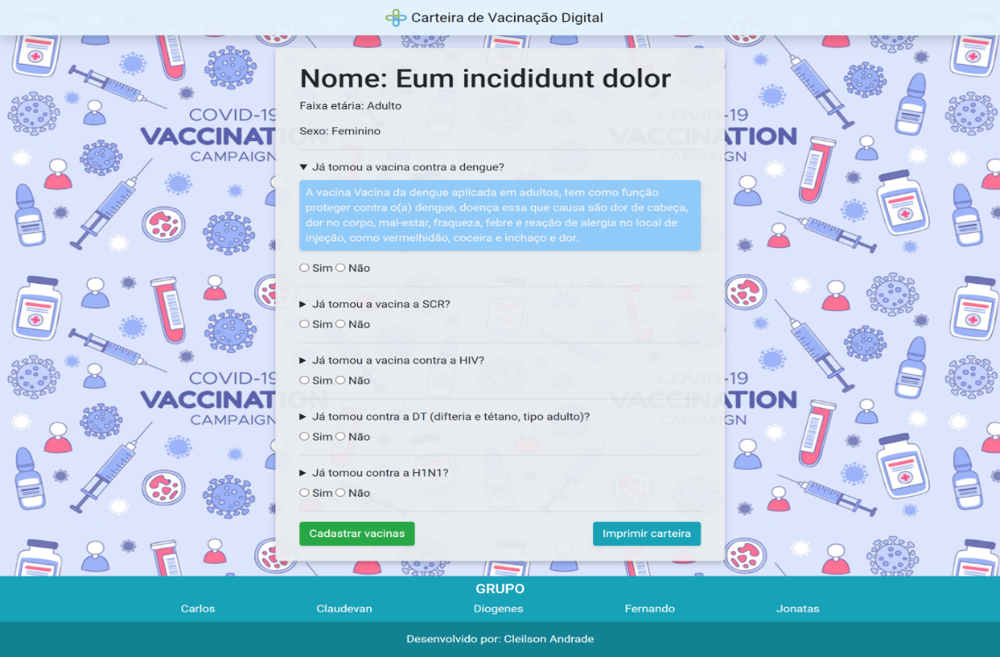 Carteira de Vacinação Digital
Nome: Eum incididunt dolor
Faixa etária: Adulto
Sexo: Feminino
Já tomou a vacina contra a dengue?
A vacina Vacina da dengue aplicada em adultos, tem como função
proteger contra o(a) dengue, doença essa que causa são dor de cabeça,
dor no corpo, mal-estar, fraqueza, febre e reação de alergia no local de
injeção, como vermelhidão, coceira e inchaço e dor.
Sim Não
Já tomou a vacina a SCR?
Sim Não
Já tomou a vacina contra a HIV?
Sim Não
Já tomou contra a DT (difteria e tétano, tipo adulto)?
Sim Não
Já tomou contra a H1N1?
Sim Não
Cadastrar vacinas Imprimir carteira
COVID-19
VACCINATION
CAMPAIGN
COVID-19
VACCINATION
CAMPAIGN
COVID-19
VACCINATION
CAMPAIGN
COVID-19
VACCINATION
CAMPAIGN
GRUPO
Carlos Claudevan Diogenes Fernando Jonatas
Desenvolvido por: Cleilson Andrade